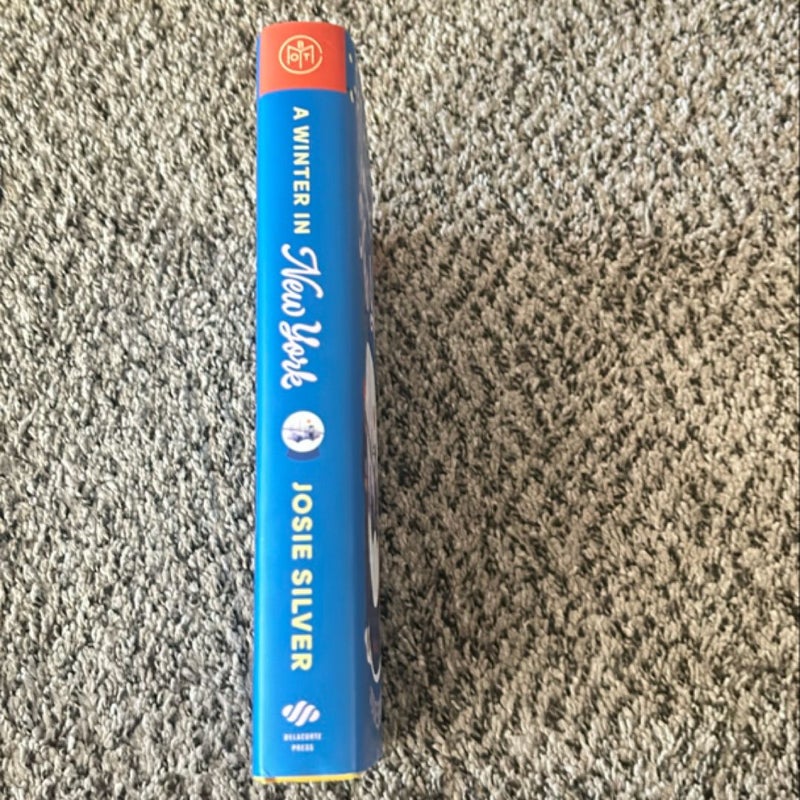 A WINTER IN
New York
JOSIE SILVER
DELACORTE
PRESS